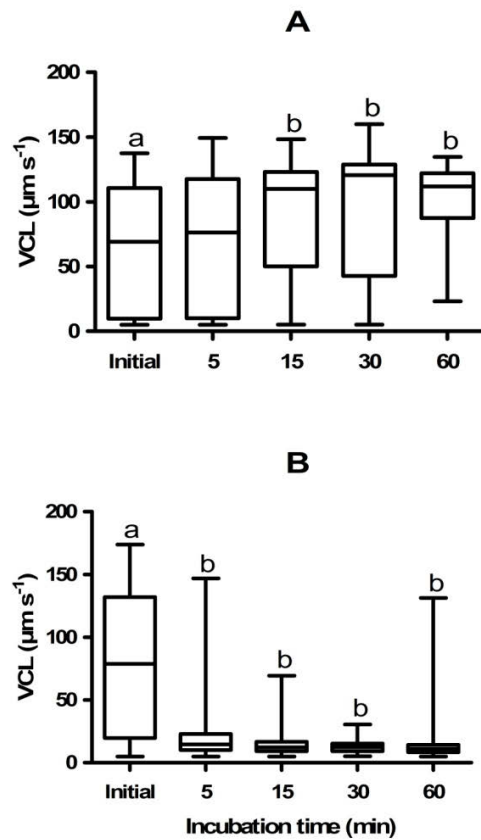 A
VCL (µm s⁻¹)
200
150
100
50
0
a
b
b
b
Initial 5 15 30 60
B
VCL (µm s⁻¹)
200
150
100
50
0
a
b
b
b
b
Initial 5 15 30 60
Incubation time (min)